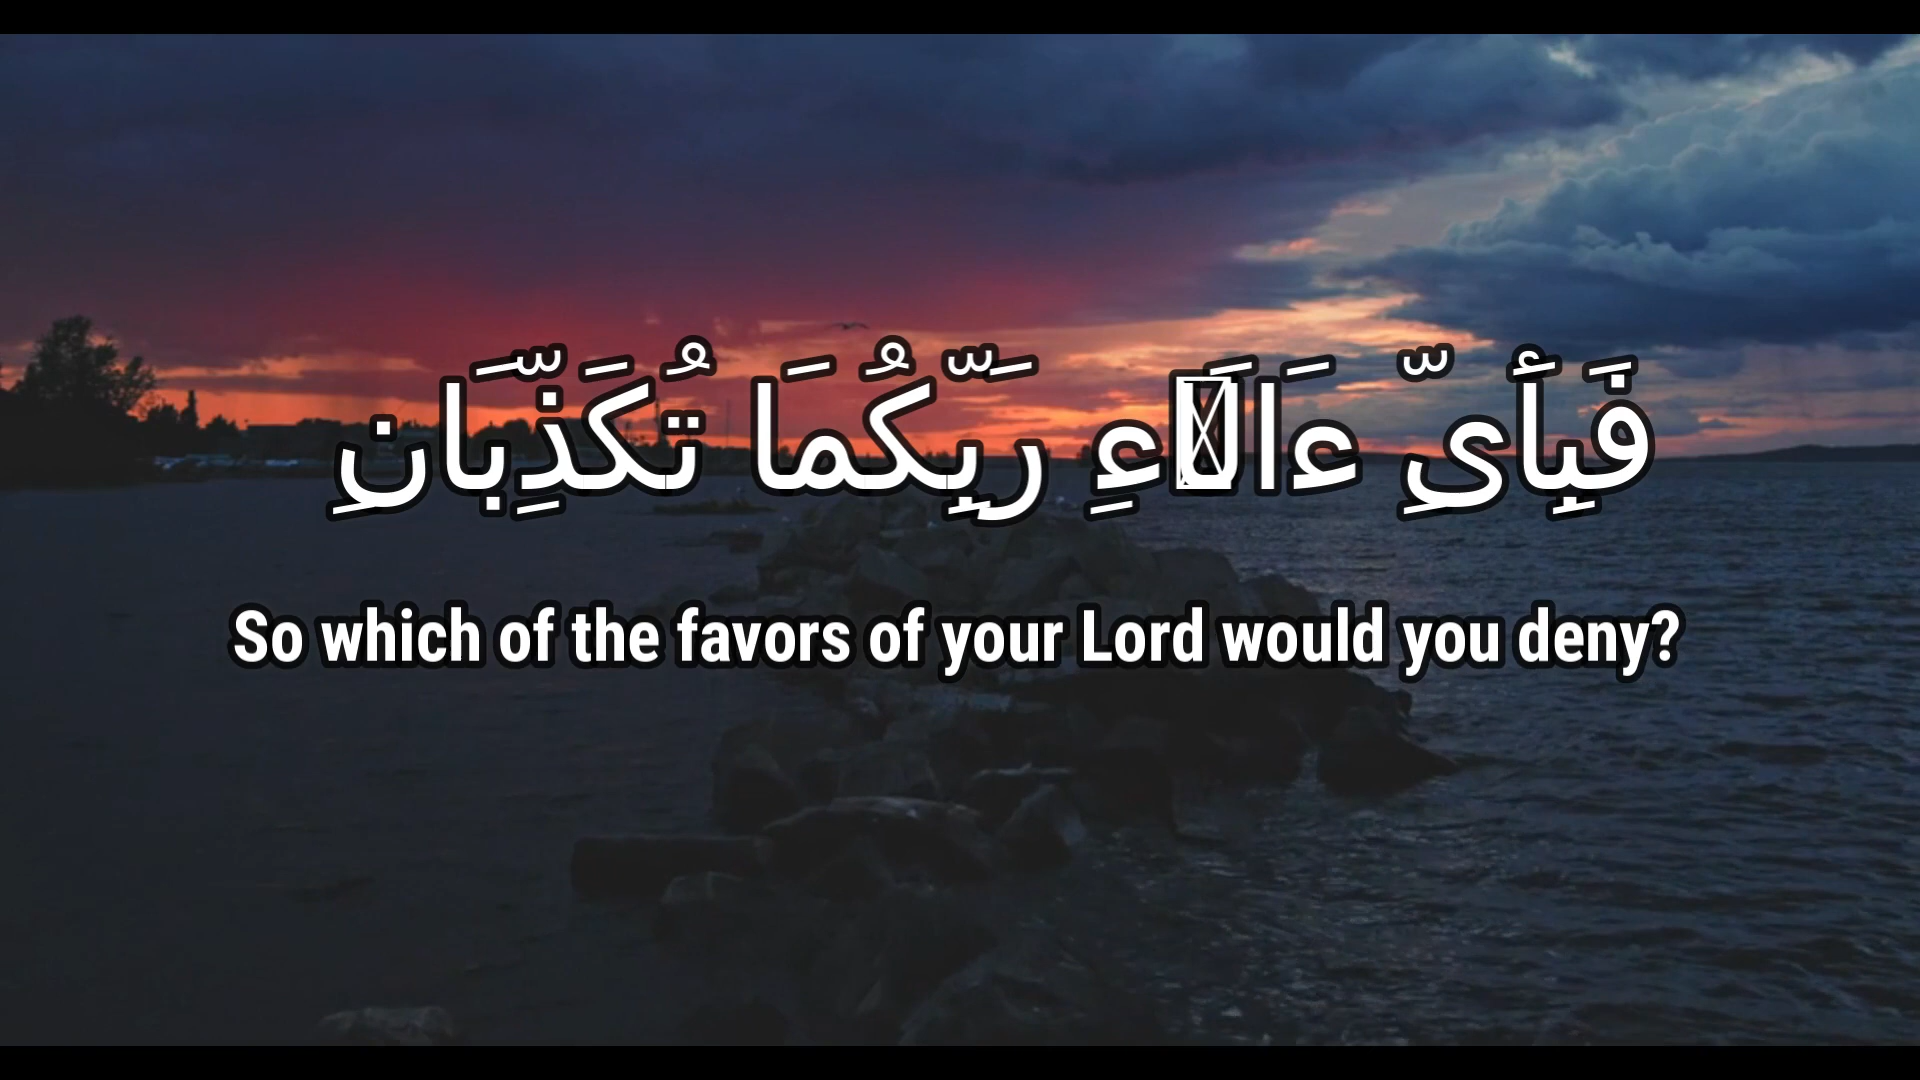 فَبِأَىِّ ءَالَآءِ رَبِّكُمَا تُكَذِّبَانِ
So which of the favors of your Lord would you deny?